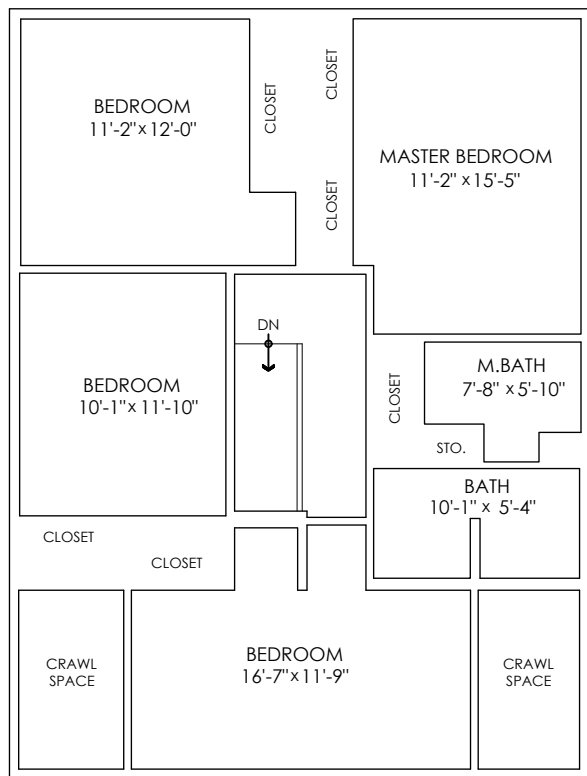 BEDROOM
11'-2" x 12'-0"
CLOSET
CLOSET
CLOSET
MASTER BEDROOM
11'-2" x 15'-5"
DN
BEDROOM
10'-1" x 11'-10"
CLOSET
M.BATH
7'-8" x 5'-10"
STO.
BATH
10'-1" x 5'-4"
CLOSET
CLOSET
CRAWL
SPACE
BEDROOM
16'-7" x 11'-9"
CRAWL
SPACE